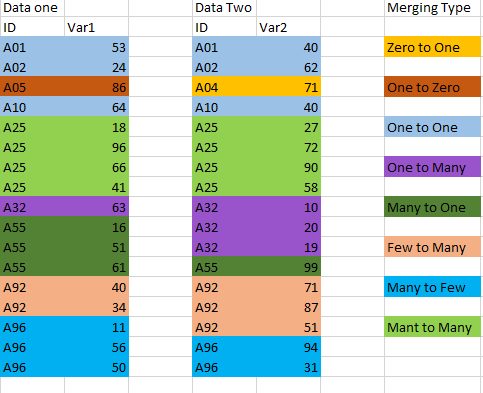 Data one Data Two Merging Type
ID Var1 ID Var2
A01 53 A01 40 Zero to One
A02 24 A02 62
A05 86 A04 71 One to Zero
A10 64 A10 40
A25 18 A25 27 One to One
A25 96 A25 72
A25 66 A25 90 One to Many
A25 41 A25 58
A32 63 A32 10 Many to One
A55 16 A32 20
A55 51 A32 19 Few to Many
A55 61 A55 99
A92 40 A92 71 Many to Few
A92 34 A92 87
A96 11 A92 51 Mant to Many
A96 56 A96 94
A96 50 A96 31